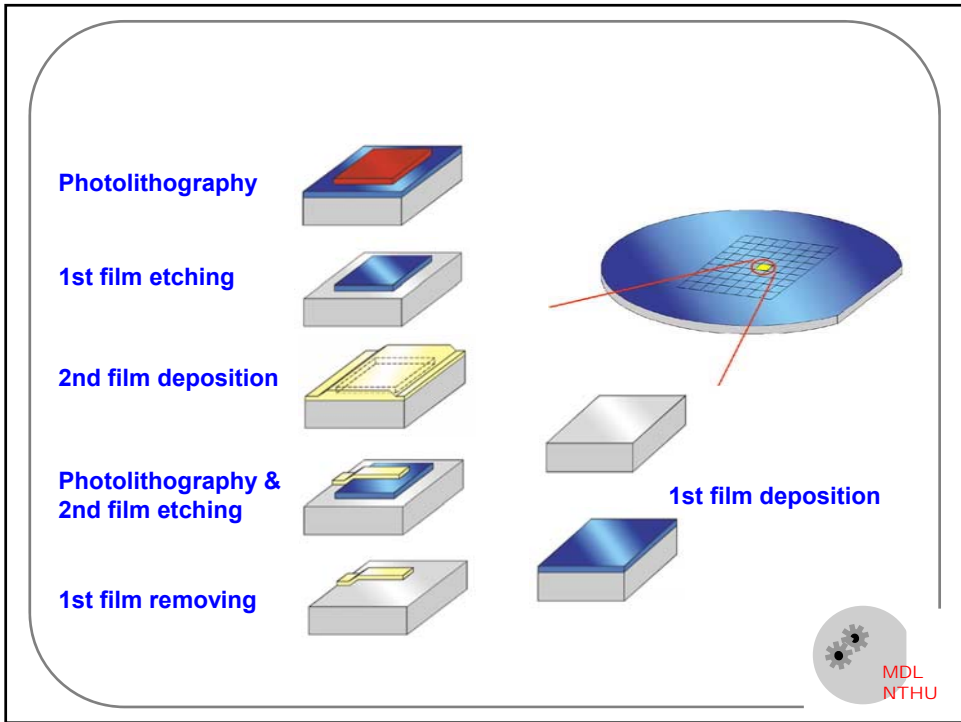 Photolithography
1st film etching
2nd film deposition
Photolithography &
2nd film etching
1st film removing
1st film deposition
MDL
NTHU